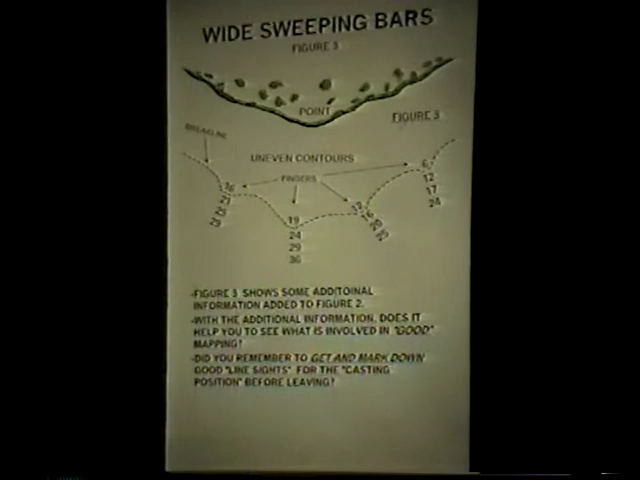 WIDE SWEEPING BARS
FIGURE 3
POINT
FIGURE 3
BREAKLINE
UNEVEN CONTOURS
FINGERS
6
12
17
24
16
19
24
29
36
-FIGURE 3 SHOWS SOME ADDITOINAL
INFORMATION ADDED TO FIGURE 2.
-WITH THE ADDITIONAL INFORMATION, DOES IT
HELP YOU TO SEE WHAT IS INVOLVED IN "GOOD"
MAPPING?
-DID YOU REMEMBER TO GET AND MARK DOWN
GOOD "LINE SIGHTS" FOR THE "CASTING
POSITION" BEFORE LEAVING?